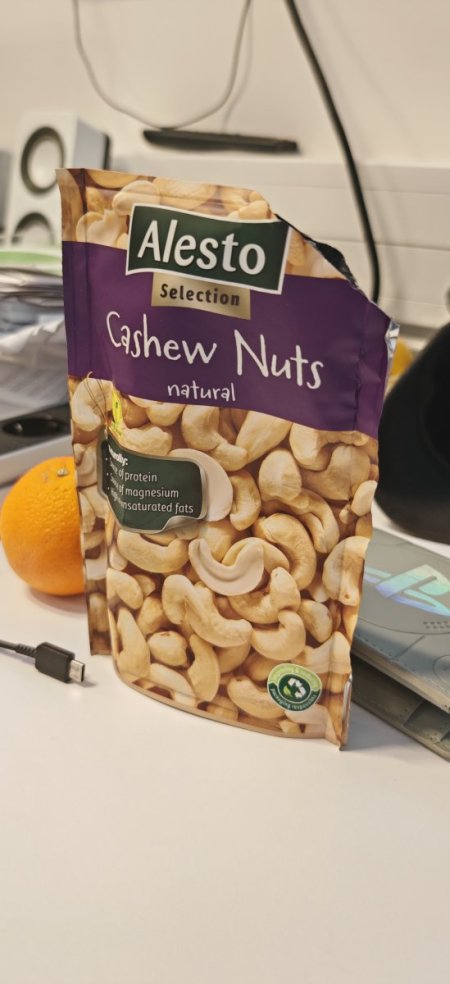 Alesto
Selection
Cashew Nuts
natural
of protein
of magnesium
unsaturated fats